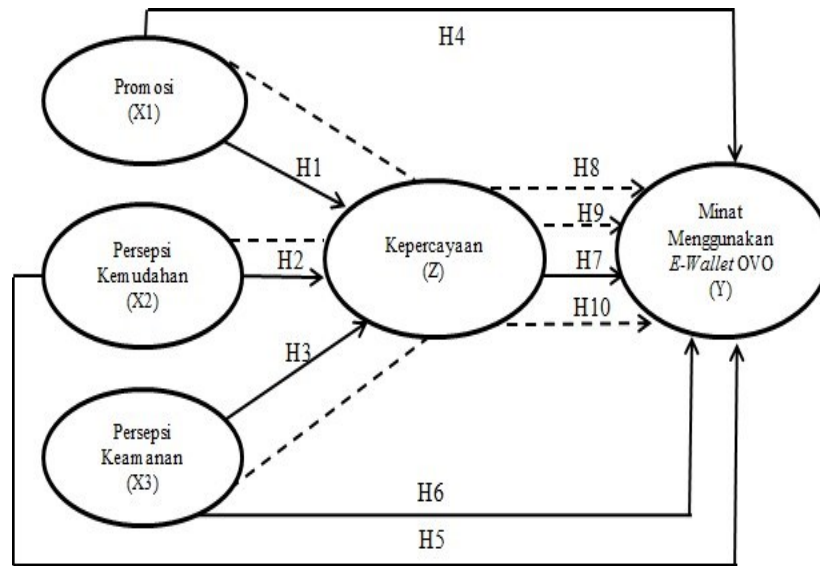 H4
Promosi
(X1)
H1
H8
Persepsi
Kemudahan
(X2)
H2
Kepercayaan
(Z)
H9
H7
H10
Minat
Menggunakan
E-Wallet OVO
(Y)
H3
Persepsi
Keamanan
(X3)
H6
H5